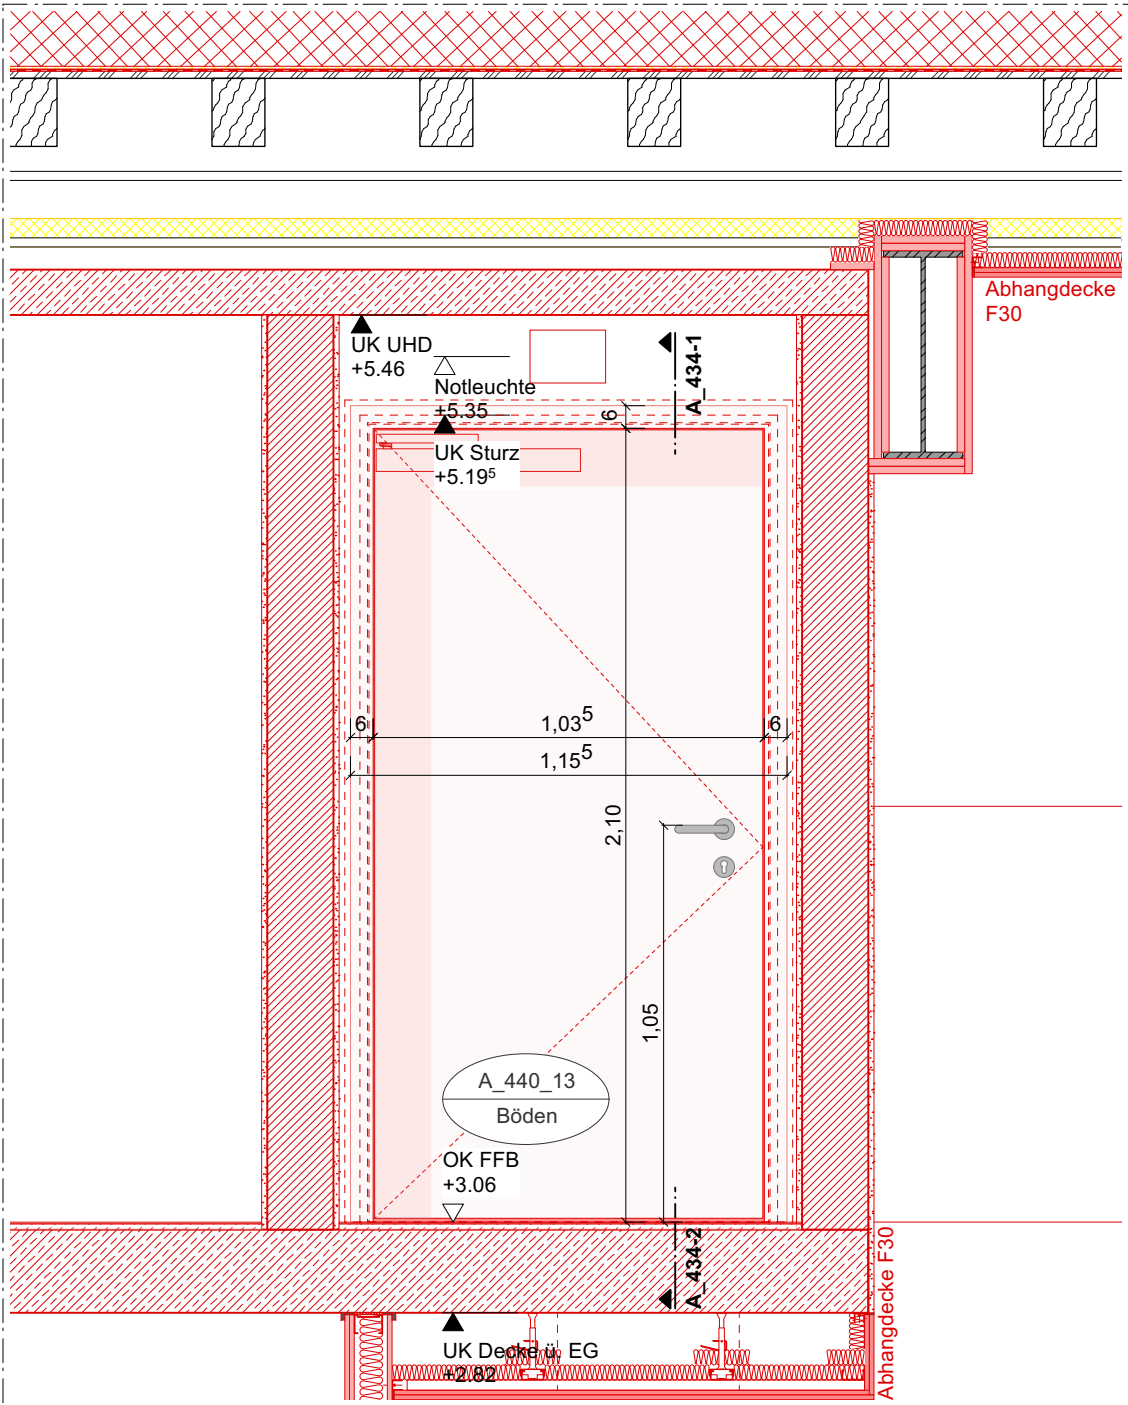 Abhangdecke
F30
UK UHD
+5.46
Notleuchte
+5.35
A_434-1
6
UK Sturz
+5.19⁵
6
1,03⁵
6
1,15⁵
2,10
1,05
A_440_13
Böden
OK FFB
+3.06
A_434-2
Abhangdecke F30
UK Decke ü. EG
+2.82